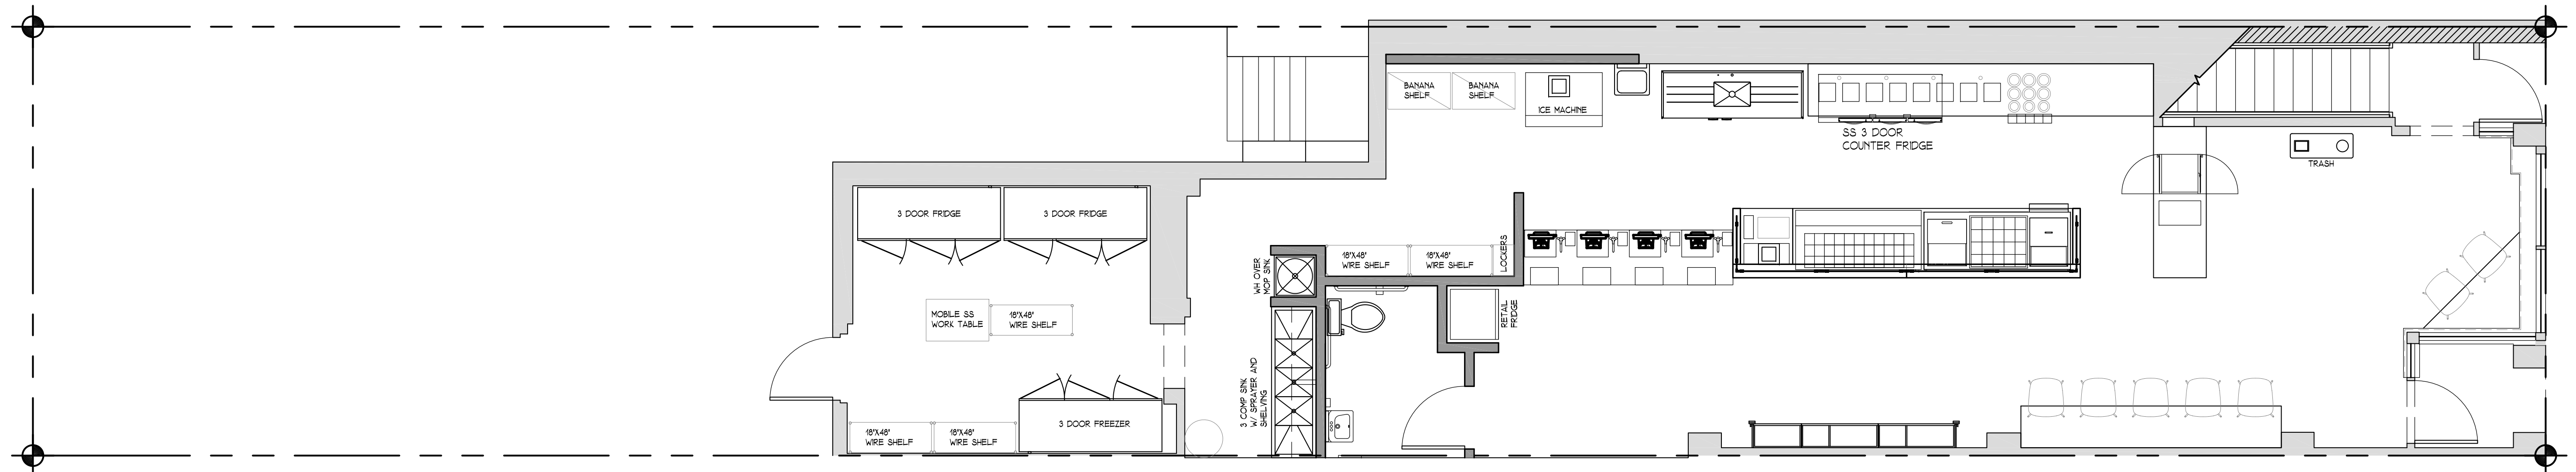 BANANA
SHELF
BANANA
SHELF
ICE MACHINE
SS 3 DOOR
COUNTER FRIDGE
TRASH
3 DOOR FRIDGE
3 DOOR FRIDGE
WH OVER
MOP SINK
18"X48"
WIRE SHELF
18"X48"
WIRE SHELF
LOCKERS
MOBILE SS
WORK TABLE
18"X48"
WIRE SHELF
RETAIL
FRIDGE
3 COMP SINK
W/ SPRAYER AND
SHELVING
18"X48"
WIRE SHELF
18"X48"
WIRE SHELF
3 DOOR FREEZER